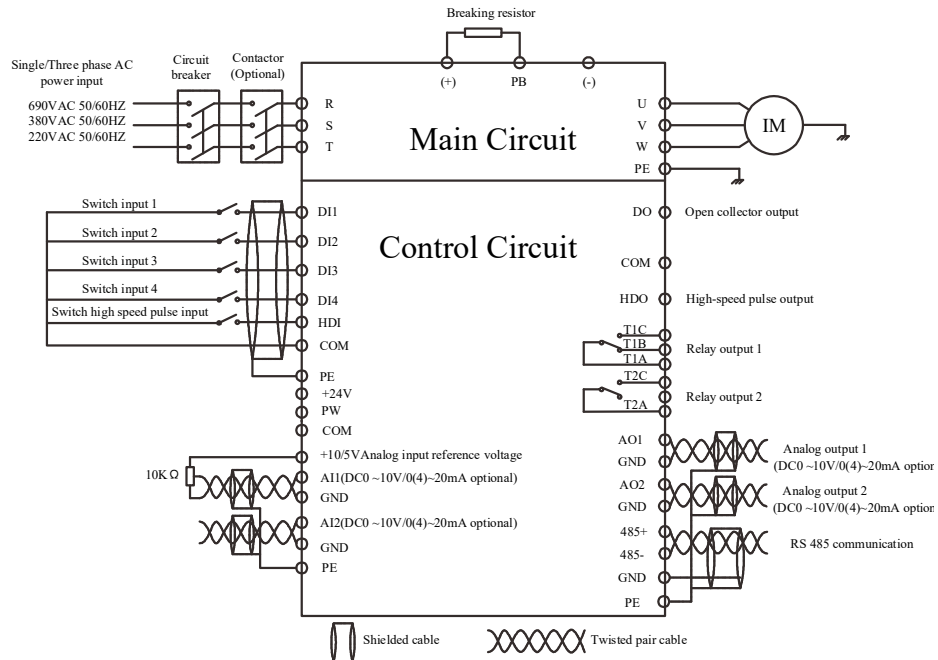 Breaking resistor
(+)
PB
(-)
Single/Three phase AC
power input
Circuit
breaker
Contactor
(Optional)
690VAC 50/60HZ
380VAC 50/60HZ
220VAC 50/60HZ
R
S
T
Main Circuit
U
V
W
PE
IM
Switch input 1
Switch input 2
Switch input 3
Switch input 4
Switch high speed pulse input
DI1
DI2
DI3
DI4
HDI
COM
PE
+24V
PW
COM
Control Circuit
DO
Open collector output
COM
HDO
High-speed pulse output
T1C
T1B
T1A
Relay output 1
T2C
T2A
Relay output 2
10KΩ
+10/5VAnalog input reference voltage
AI1(DC0 ~10V/0(4)~20mA optional)
GND
AI2(DC0 ~10V/0(4)~20mA optional)
GND
PE
AO1
GND
Analog output 1
(DC0 ~10V/0(4)~20mA option
AO2
GND
Analog output 2
(DC0 ~10V/0(4)~20mA option
485+
485-
RS 485 communication
GND
PE
Shielded cable
Twisted pair cable